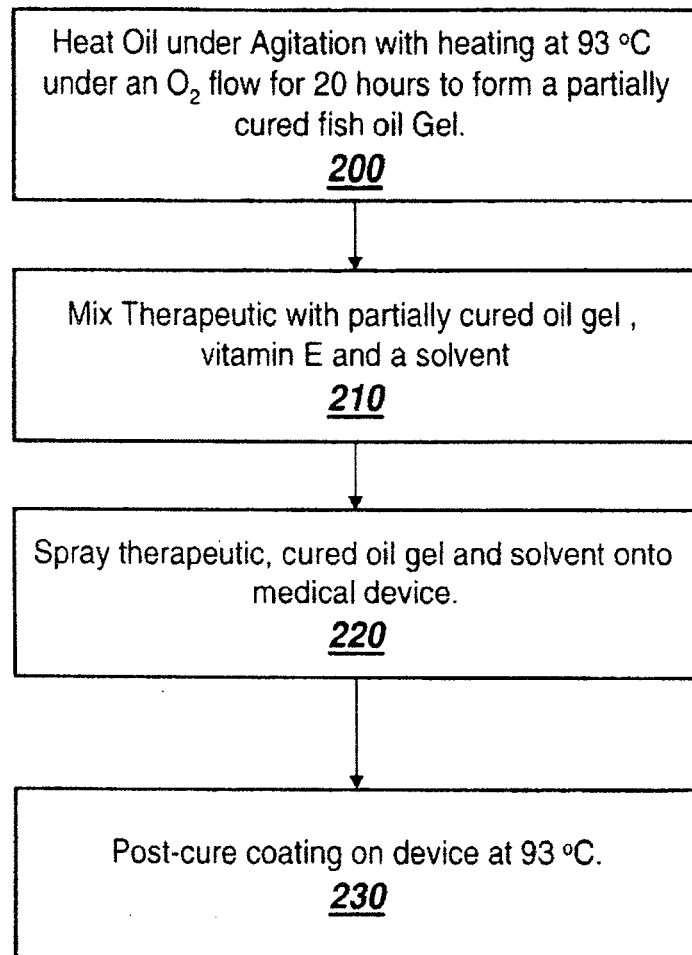 Heat Oil under Agitation with heating at 93 °C
under an O₂ flow for 20 hours to form a partially
cured fish oil Gel.
200
Mix Therapeutic with partially cured oil gel ,
vitamin E and a solvent
210
Spray therapeutic, cured oil gel and solvent onto
medical device.
220
Post-cure coating on device at 93 °C.
230